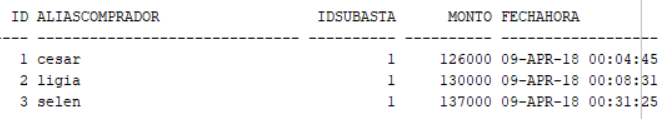 ID ALIASCOMPRADOR IDSUBASTA MONTO FECHAHORA
---- ------------------------------ ---------- ---------- ------------------
1 cesar 1 126000 09-APR-18 00:04:45
2 ligia 1 130000 09-APR-18 00:08:31
3 selen 1 137000 09-APR-18 00:31:25